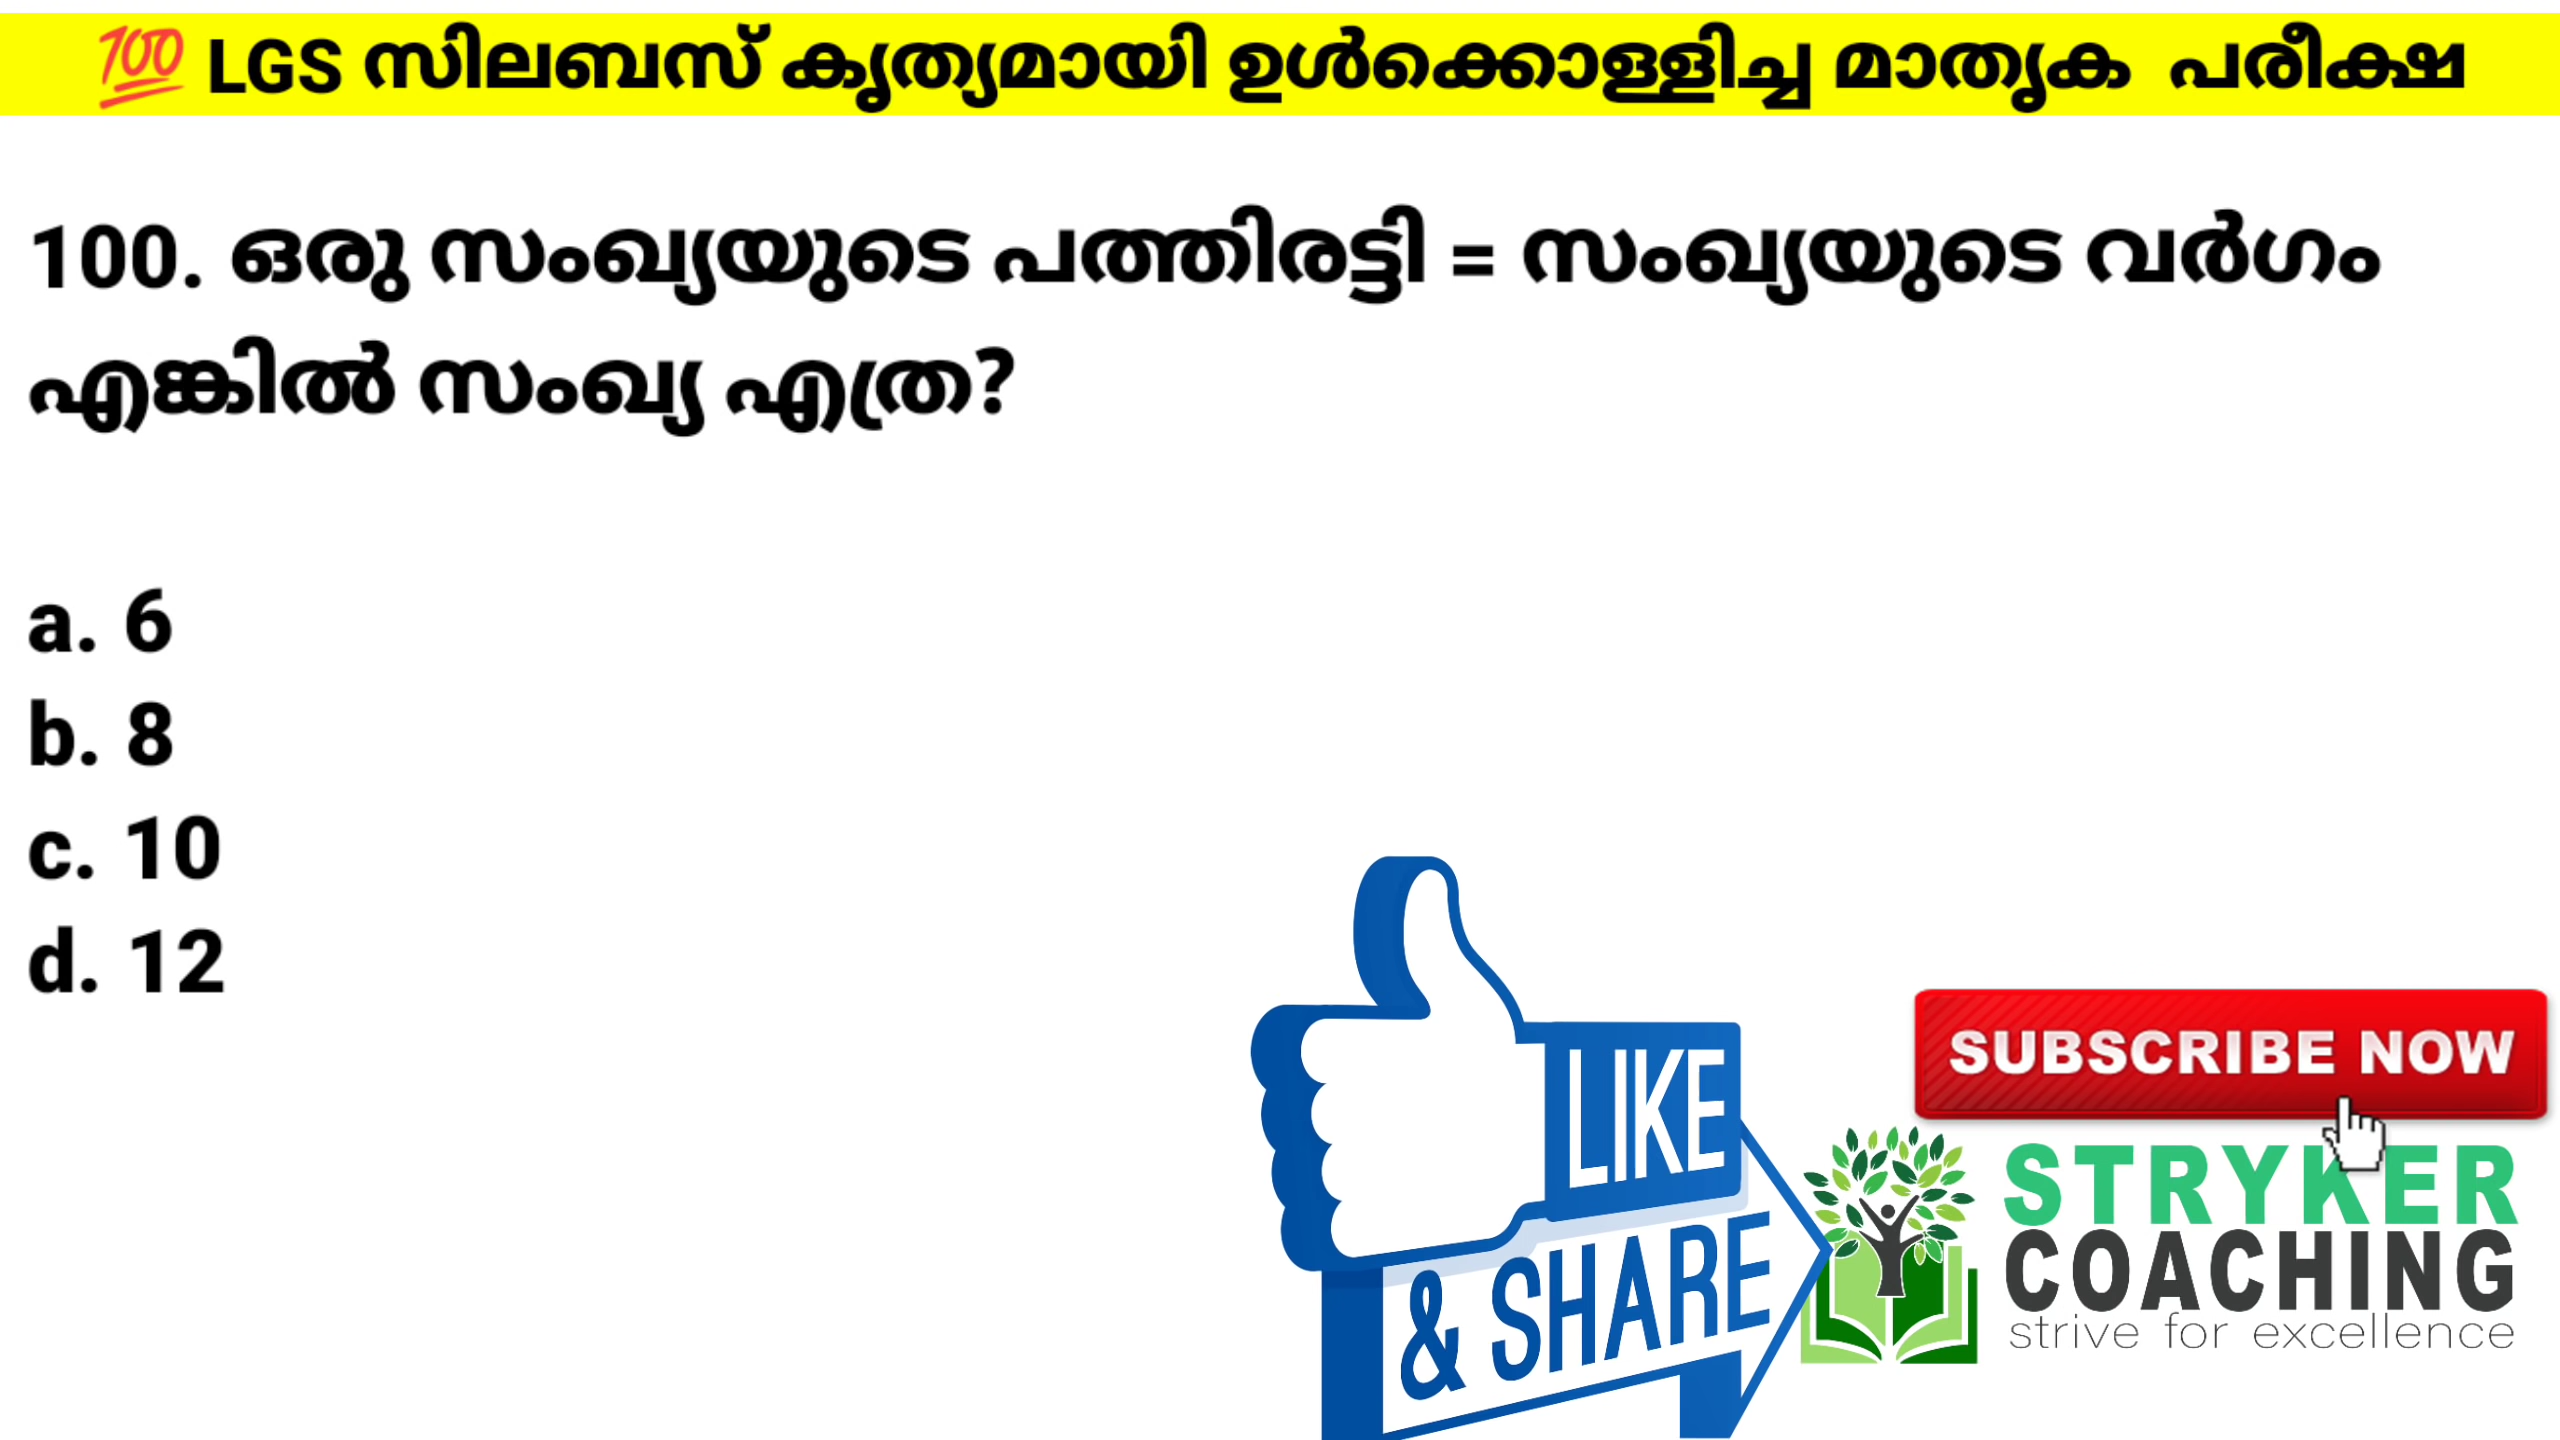 💯 LGS സിലബസ് കൃത്യമായി ഉൾക്കൊള്ളിച്ച മാതൃക പരീക്ഷ
100. ഒരു സംഖ്യയുടെ പത്തിരട്ടി = സംഖ്യയുടെ വർഗം
എങ്കിൽ സംഖ്യ എത്ര?
a. 6
b. 8
c. 10
d. 12
LIKE
& SHARE
SUBSCRIBE NOW
STRYKER
COACHING
strive for excellence